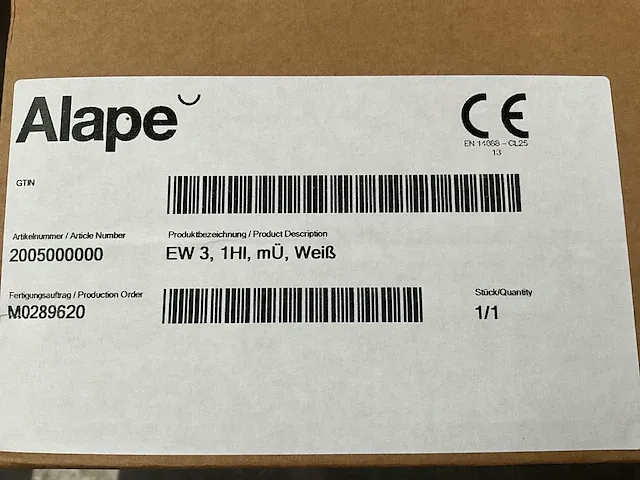 Alape
EN 14688 – CL25
13
GTIN
Artikelnummer / Article Number
2005000000
Produktbezeichnung / Product Description
EW 3, 1Hl, mÜ, Weiß
Fertigungsauftrag / Production Order
M0289620
Stück/Quantity
1/1